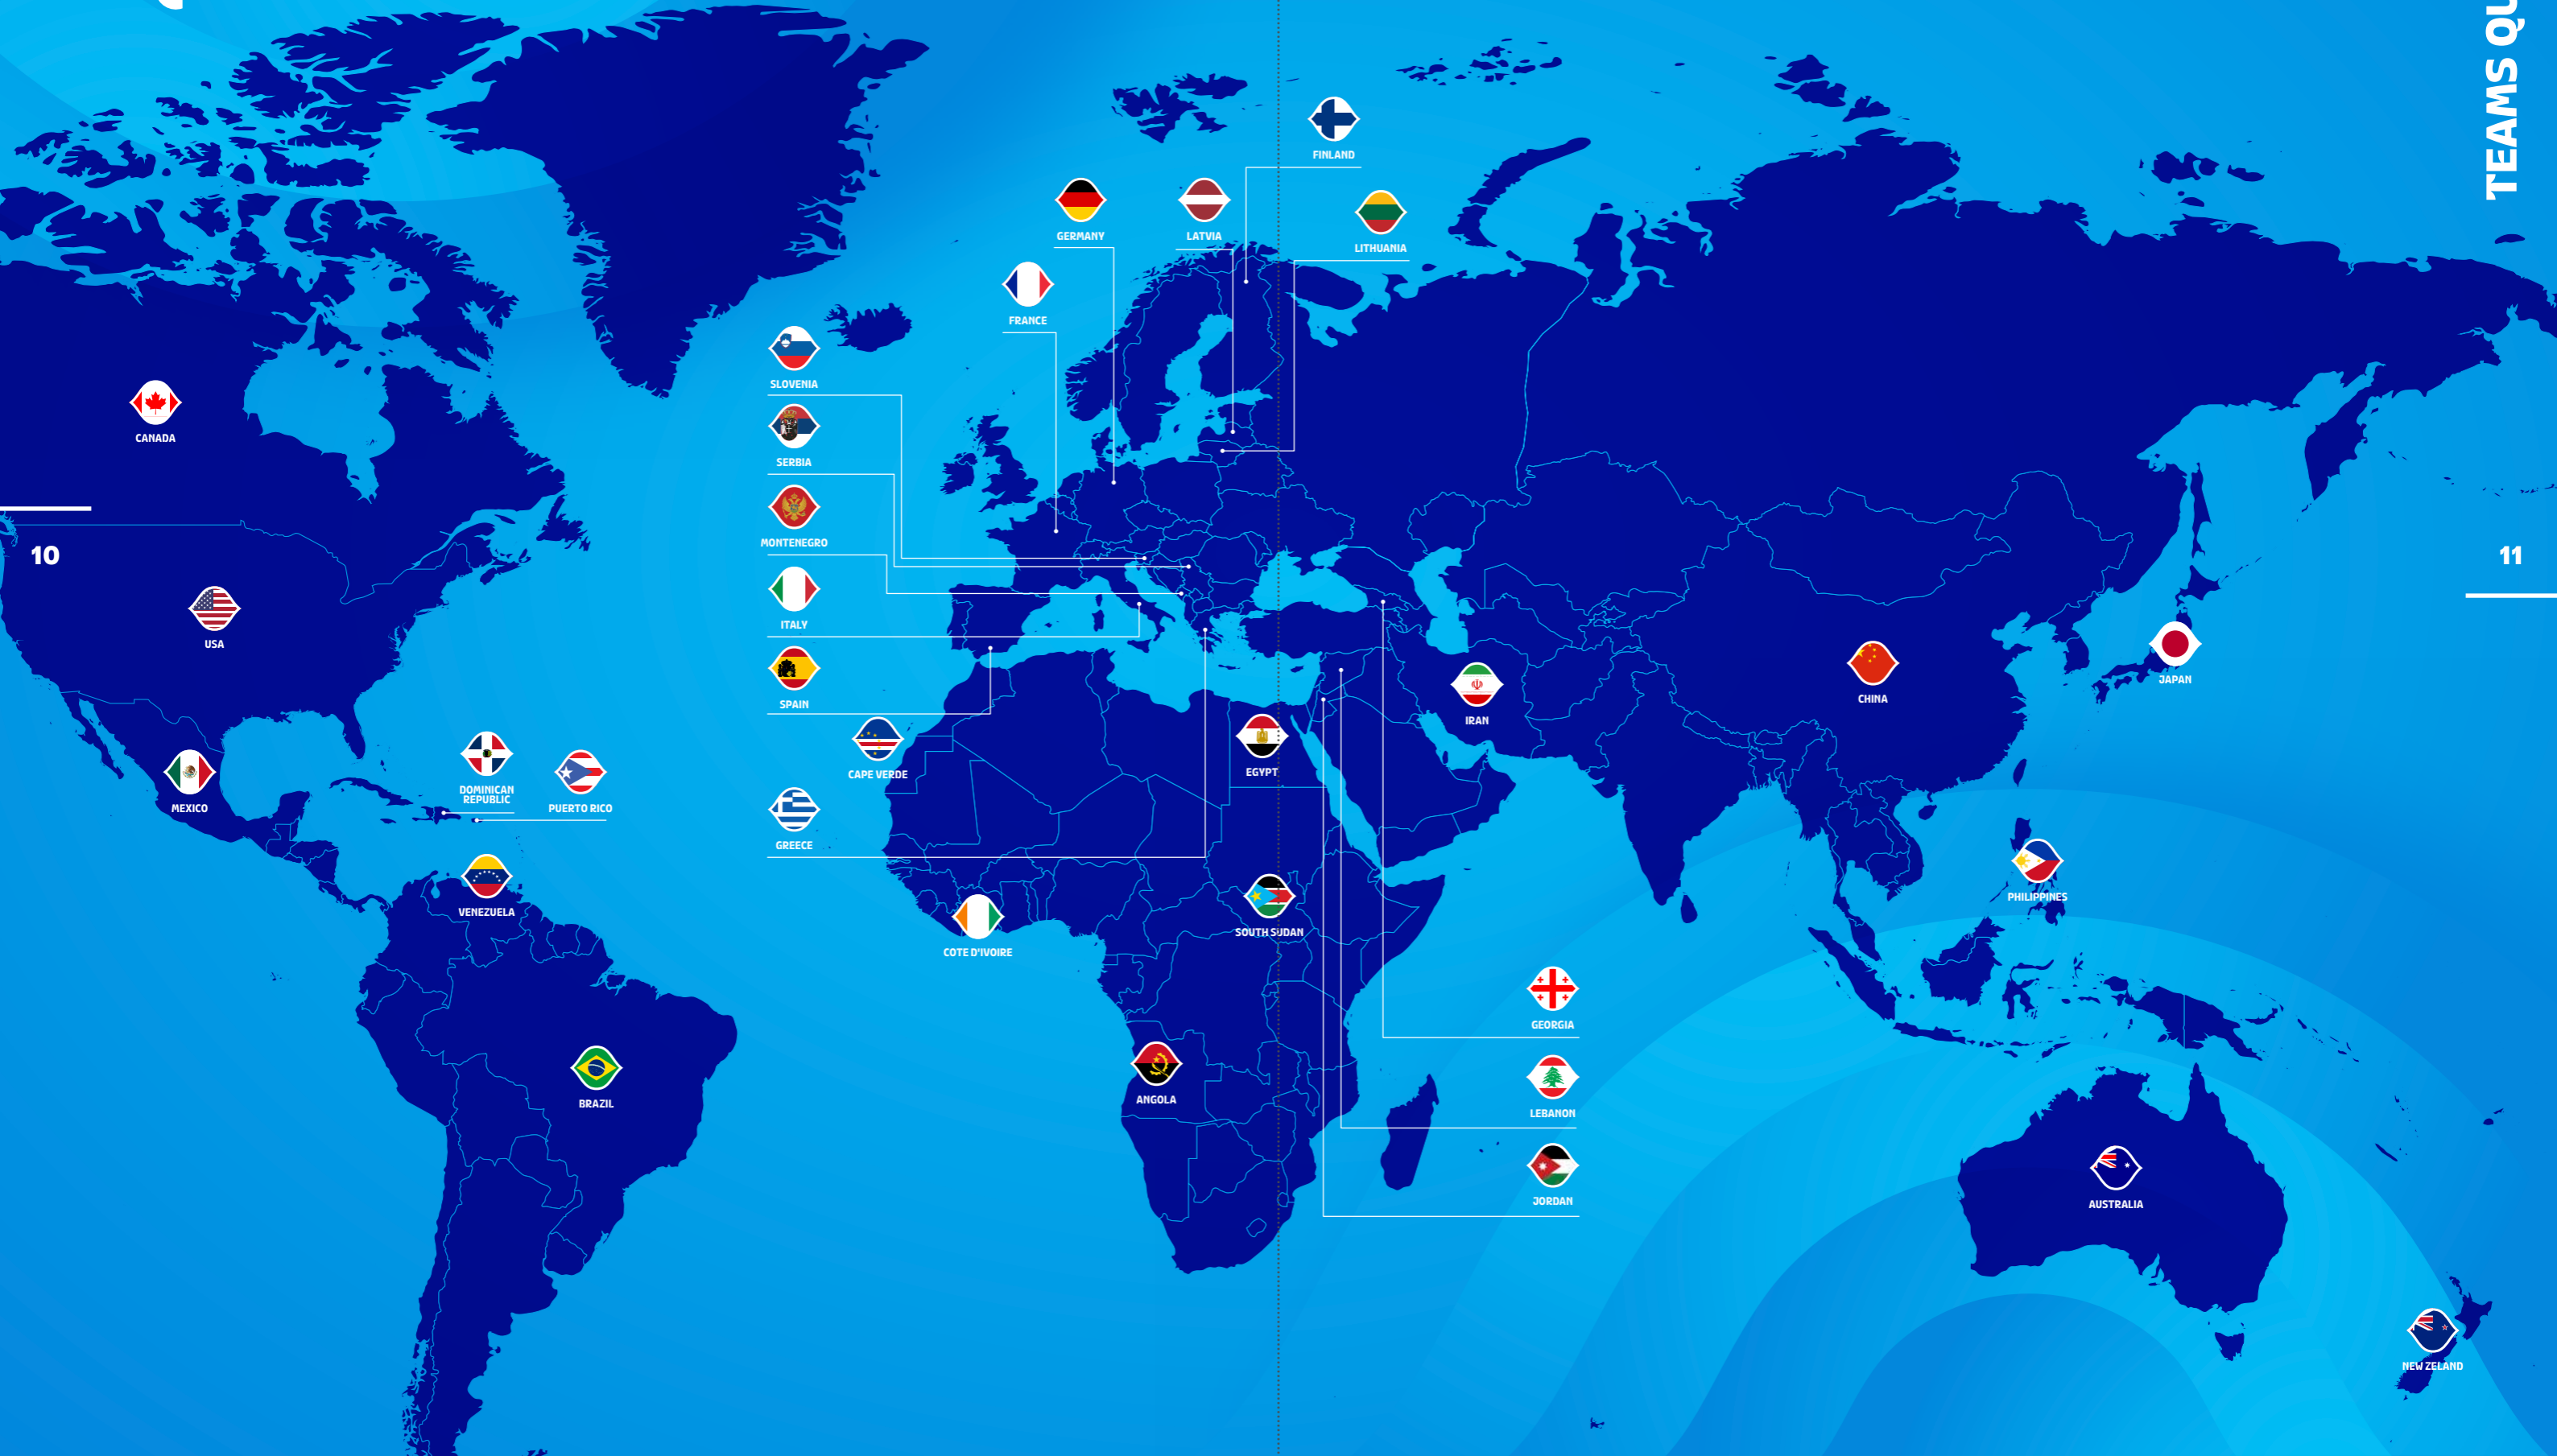 TEAMS QU
FINLAND
GERMANY
LATVIA
LITHUANIA
FRANCE
SLOVENIA
CANADA
SERBIA
MONTENEGRO
10
11
ITALY
USA
SPAIN
JAPAN
CHINA
IRAN
CAPE VERDE
EGYPT
DOMINICAN
REPUBLIC
PUERTO RICO
MEXICO
GREECE
PHILIPPINES
VENEZUELA
SOUTH SUDAN
COTE D'IVOIRE
GEORGIA
BRAZIL
ANGOLA
LEBANON
JORDAN
AUSTRALIA
NEW ZELAND